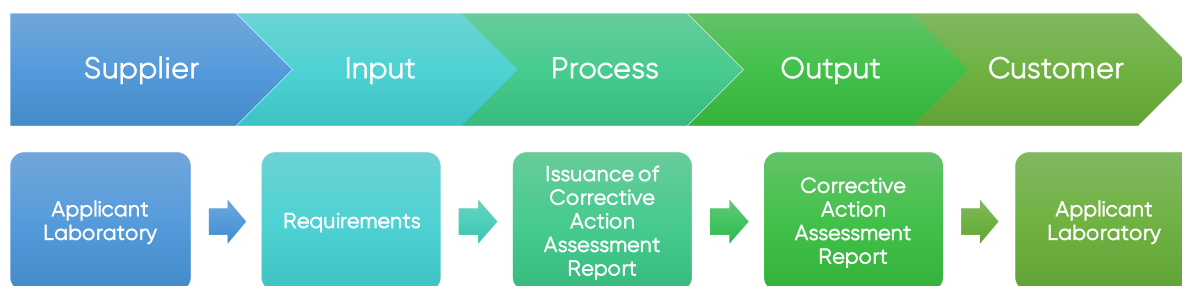 Supplier
Input
Process
Output
Customer
Applicant
Laboratory
Requirements
Issuance of
Corrective
Action
Assessment
Report
Corrective
Action
Assessment
Report
Applicant
Laboratory